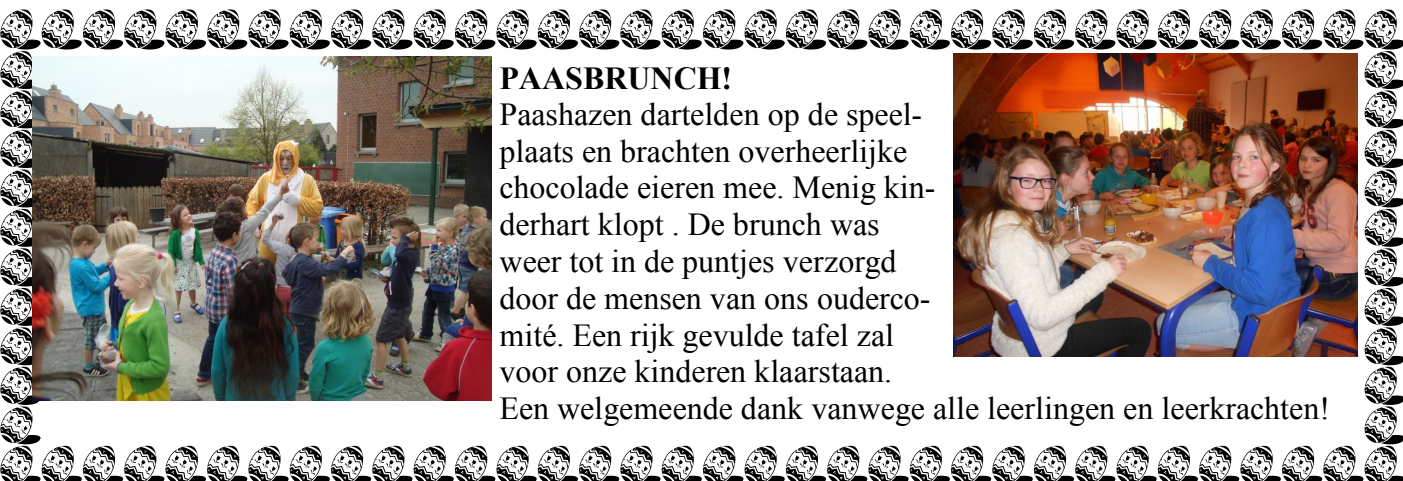 PAASBRUNCH!
Paashazen dartelden op de speel-
plaats en brachten overheerlijke
chocolade eieren mee. Menig kin-
derhart klopt . De brunch was
weer tot in de puntjes verzorgd
door de mensen van ons ouderco-
mité. Een rijk gevulde tafel zal
voor onze kinderen klaarstaan.
Een welgemeende dank vanwege alle leerlingen en leerkrachten!